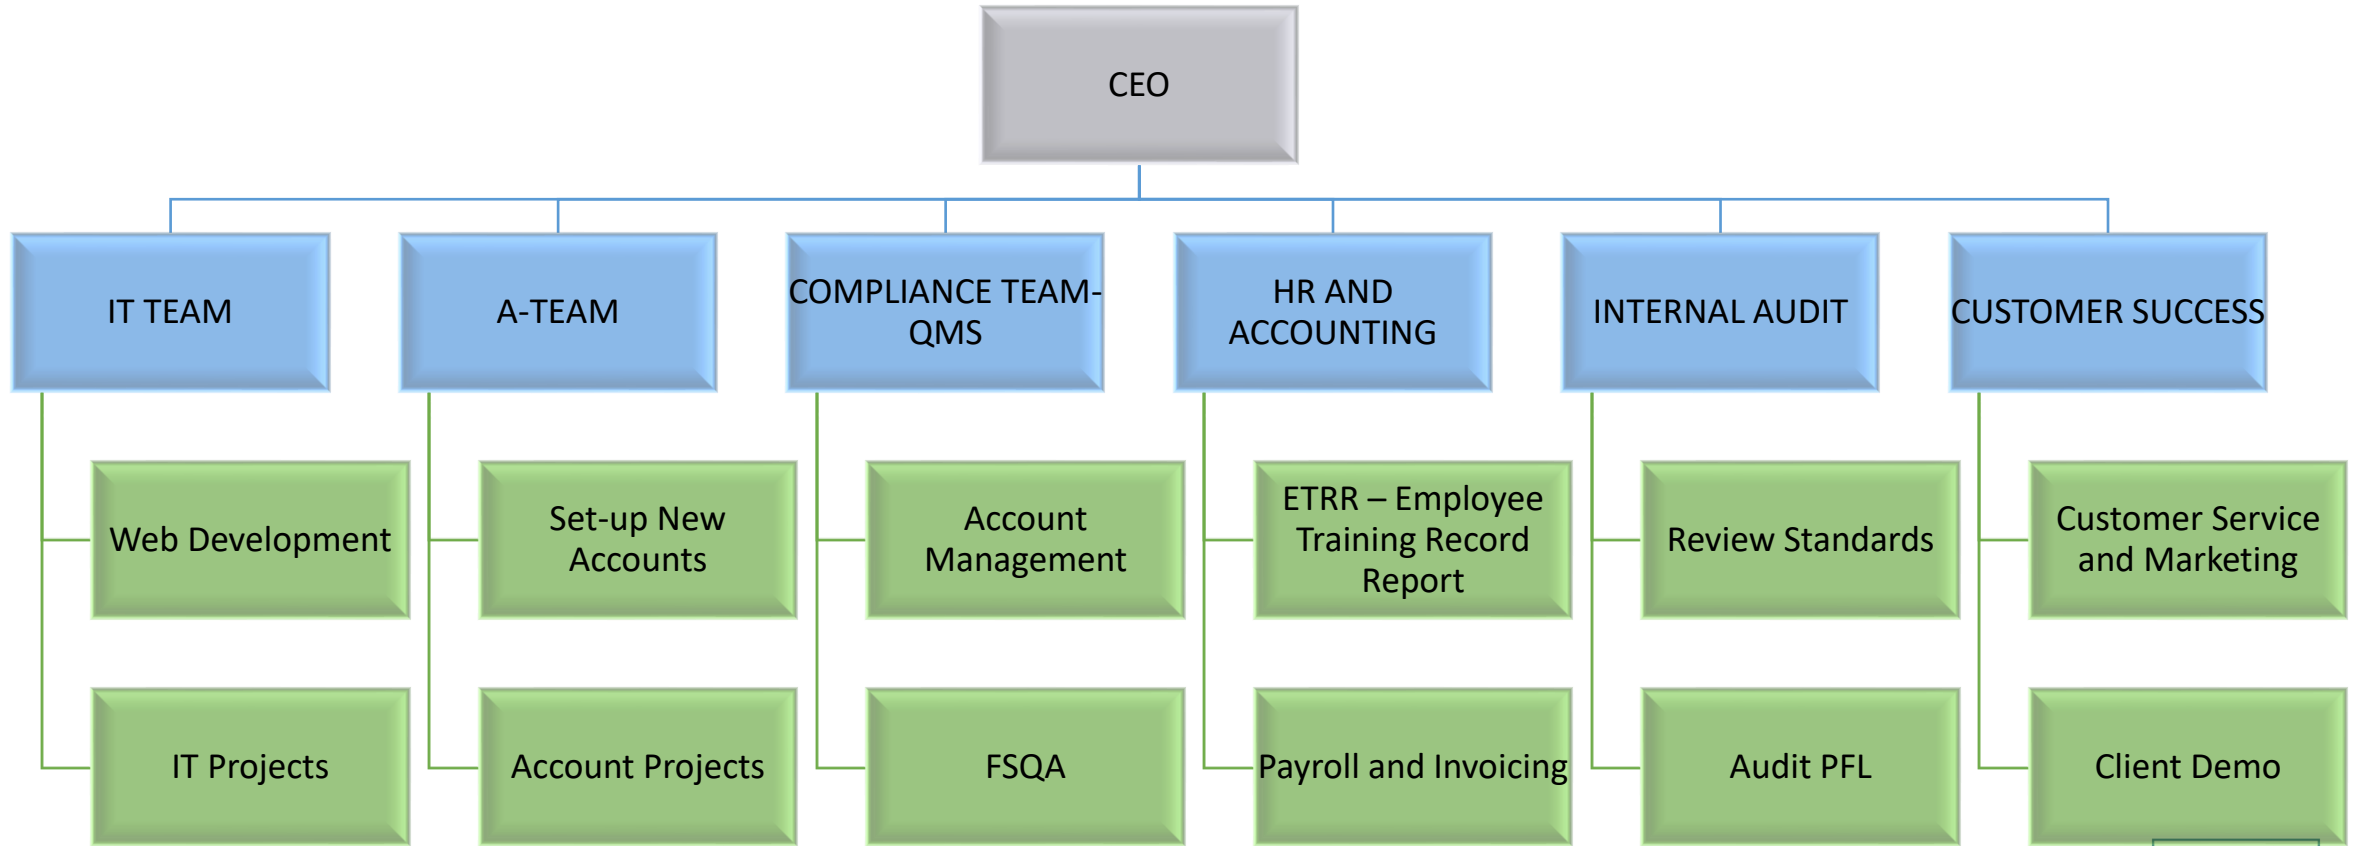 CEO
IT TEAM
A-TEAM
COMPLIANCE TEAM-
QMS
HR AND
ACCOUNTING
INTERNAL AUDIT
CUSTOMER SUCCESS
Web Development
Set-up New
Accounts
Account
Management
ETRR – Employee
Training Record
Report
Review Standards
Customer Service
and Marketing
IT Projects
Account Projects
FSQA
Payroll and Invoicing
Audit PFL
Client Demo